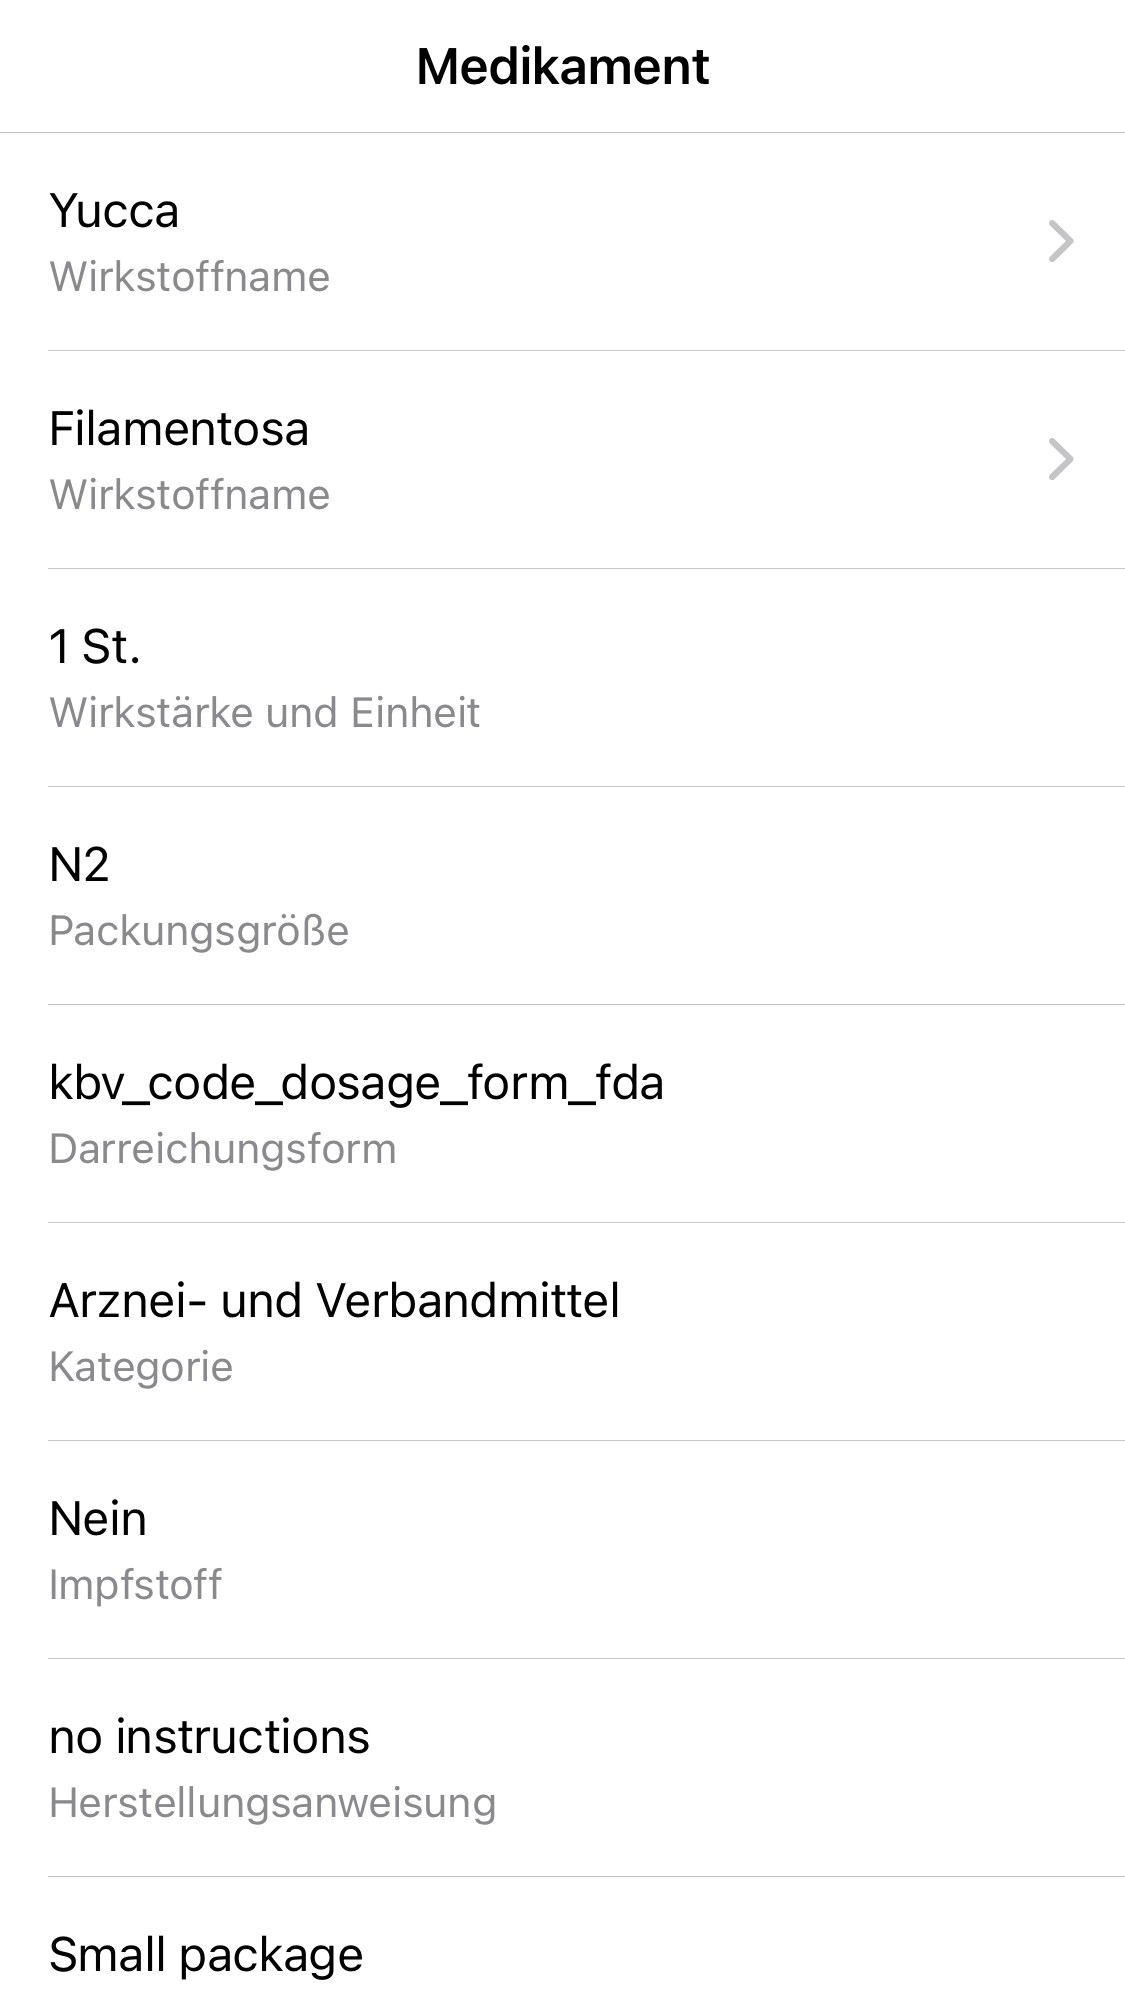 Medikament
Yucca
Wirkstoffname
Filamentosa
Wirkstoffname
1 St.
Wirkstärke und Einheit
N2
Packungsgröße
kbv_code_dosage_form_fda
Darreichungsform
Arznei- und Verbandmittel
Kategorie
Nein
Impfstoff
no instructions
Herstellungsanweisung
Small package